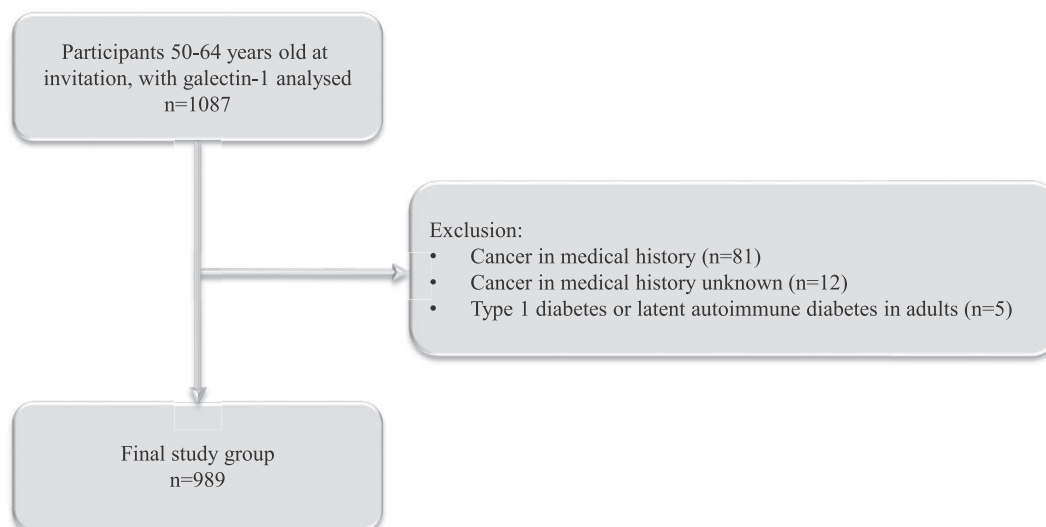 Participants 50-64 years old at
invitation, with galectin-1 analysed
n=1087
Exclusion:
• Cancer in medical history (n=81)
• Cancer in medical history unknown (n=12)
• Type 1 diabetes or latent autoimmune diabetes in adults (n=5)
Final study group
n=989